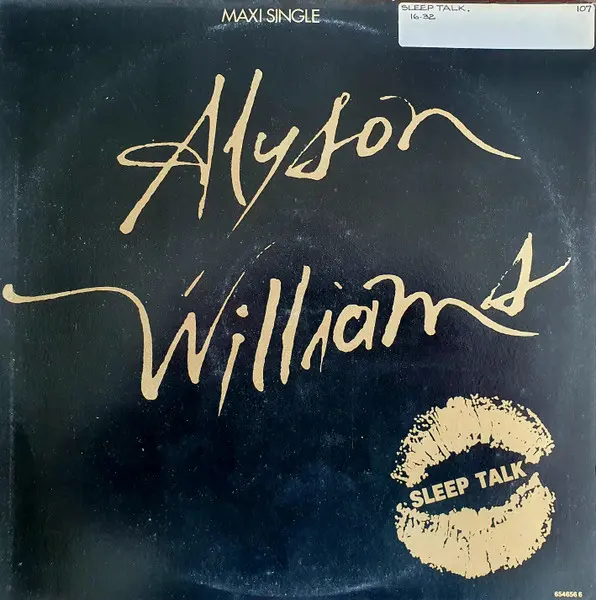 MAXI SINGLE
SLEEP TALK.
107
16.32
Alyson
Williams
SLEEP TALK
654656 6